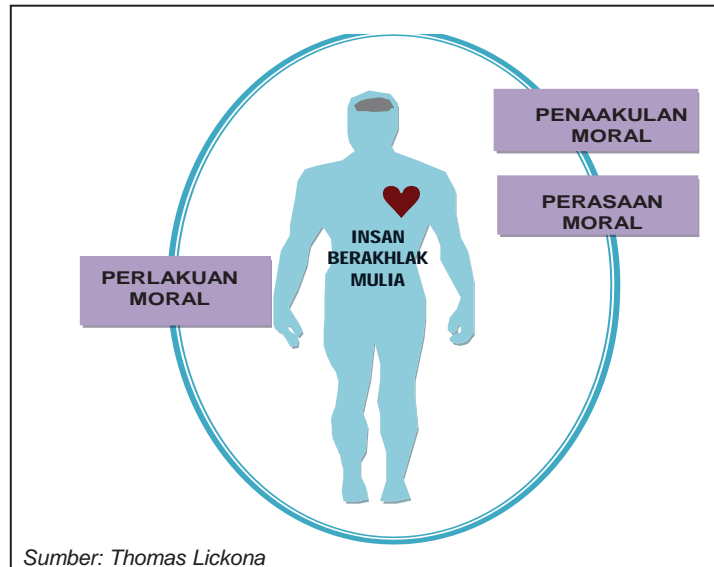 PENAAKULAN
MORAL
PERASAAN
MORAL
INSAN
BERAKHLAK
MULIA
PERLAKUAN
MORAL
Sumber: Thomas Lickona